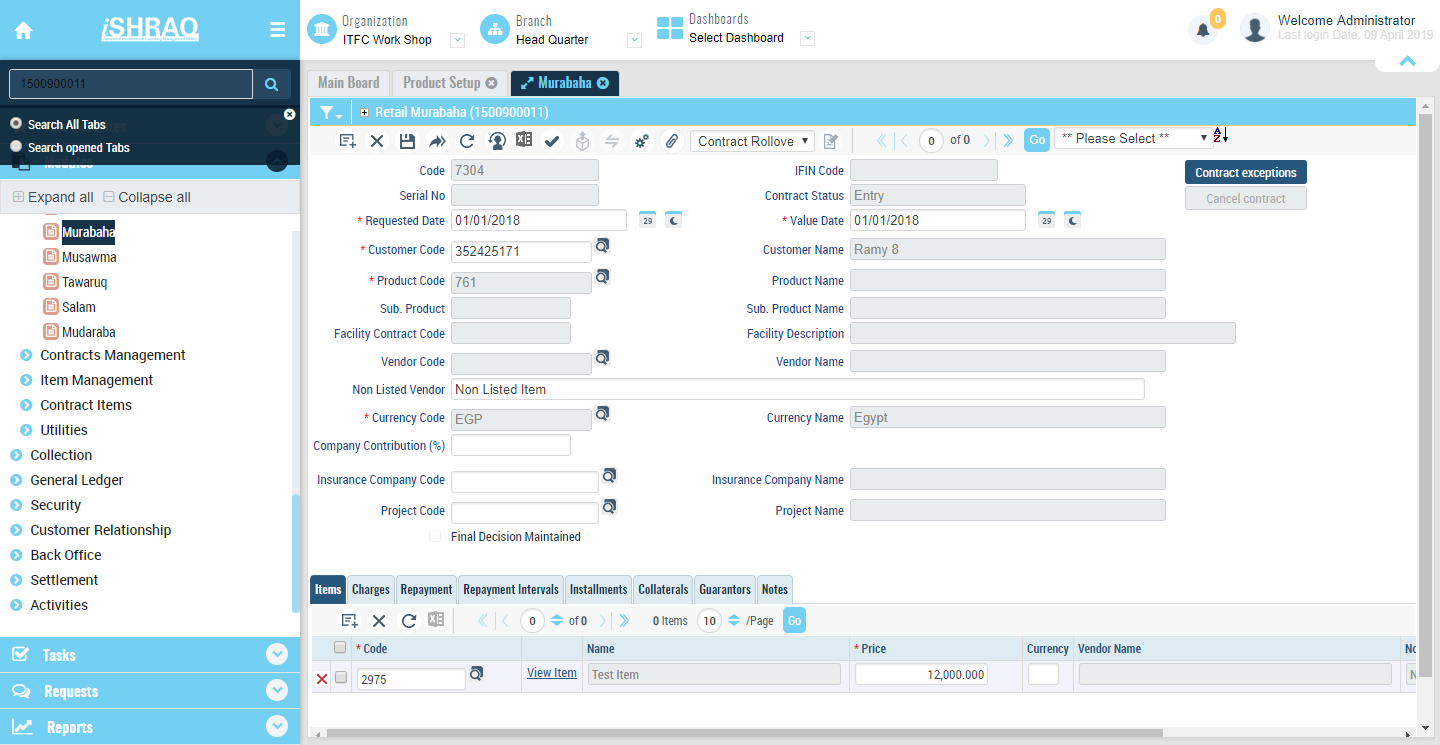 iSHRAQ
Organization
ITFC Work Shop
Branch
Head Quarter
Dashboards
Select Dashboard
0
Welcome Administrator
Last login Date: 09 April 2019
1500900011
Search All Tabs
Search opened Tabs
Modules
Expand all
Collapse all
Murabaha
Musawma
Tawaruq
Salam
Mudaraba
Contracts Management
Item Management
Contract Items
Utilities
Collection
General Ledger
Security
Customer Relationship
Back Office
Settlement
Activities
Tasks
Requests
Reports
Main Board
Product Setup
Murabaha
Retail Murabaha (1500900011)
Contract Rollove
0 of 0
Go
** Please Select **
Code 7304 IFIN Code
Contract exceptions
Serial No Contract Status Entry
Cancel contract
* Requested Date 01/01/2018 29 * Value Date 01/01/2018 29
* Customer Code 352425171 Customer Name Ramy 8
* Product Code 761 Product Name
Sub. Product Sub. Product Name
Facility Contract Code Facility Description
Vendor Code Vendor Name
Non Listed Vendor Non Listed Item
* Currency Code EGP Currency Name Egypt
Company Contribution (%)
Insurance Company Code Insurance Company Name
Project Code Project Name
Final Decision Maintained
Items Charges Repayment Repayment Intervals Installments Collaterals Guarantors Notes
0 of 0 0 Items 10 /Page Go
* Code Name * Price Currency Vendor Name No
2975 View Item Test Item 12,000.000 N